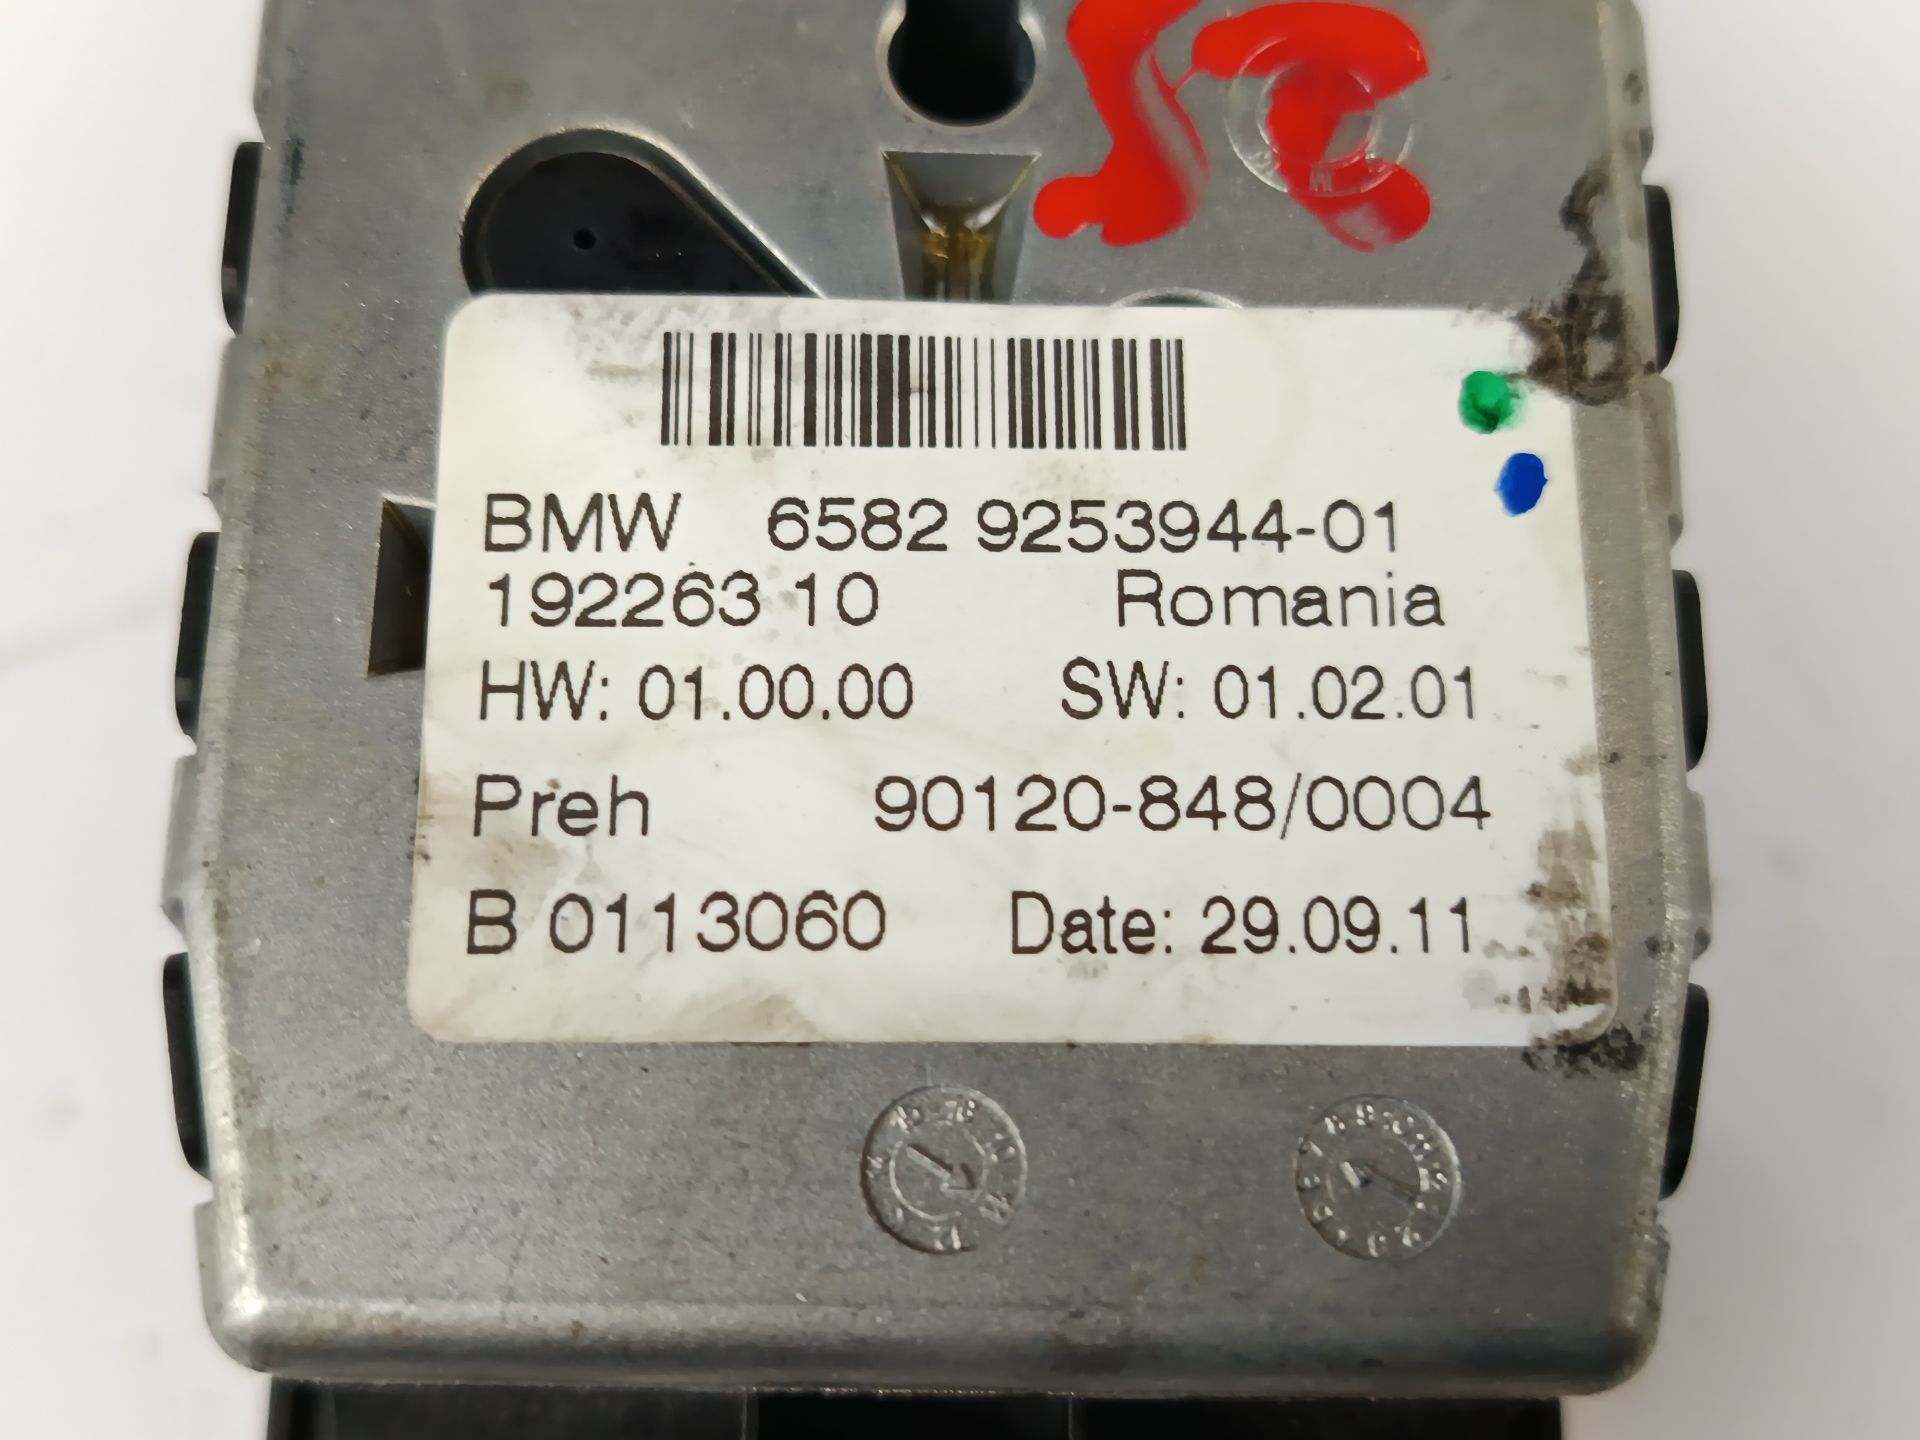 BMW 6582 9253944-01
192263 10 Romania
HW: 01.00.00 SW: 01.02.01
Preh 90120-848/0004
B 0113060 Date: 29.09.11